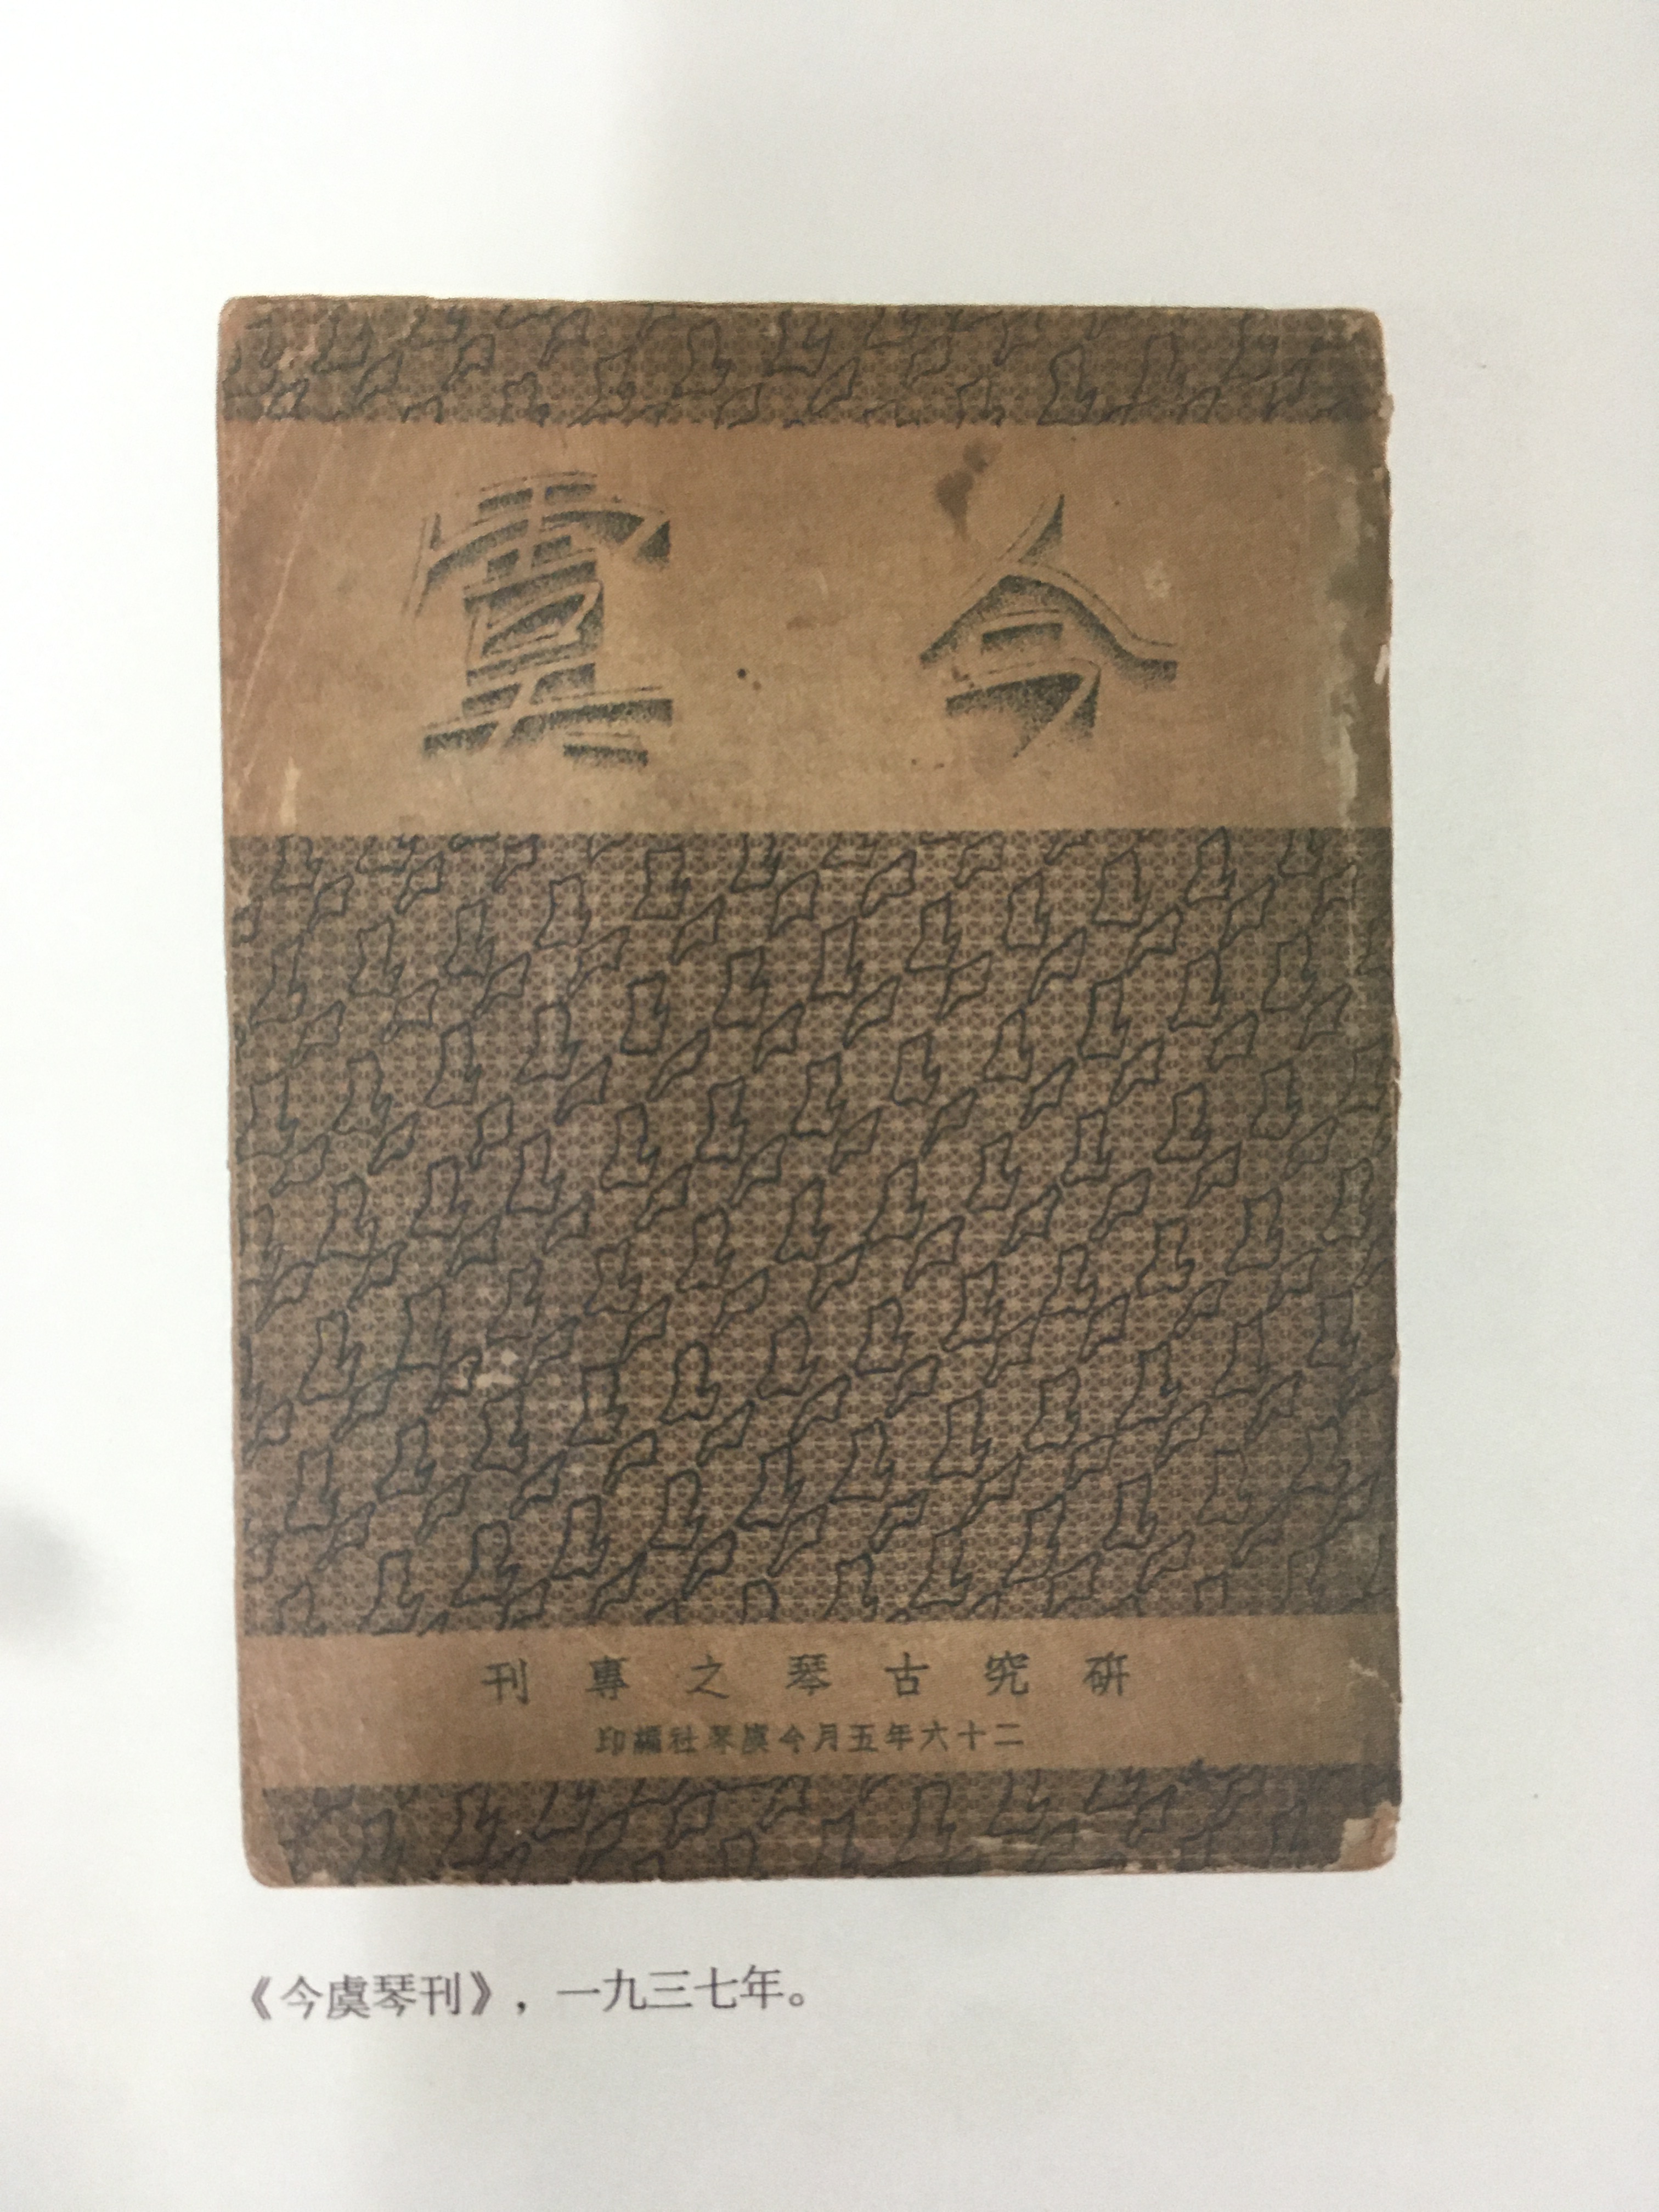 今虞
研究古琴之專刊
二十六年五月今虞琴社編印
《今虞琴刊》，一九三七年。